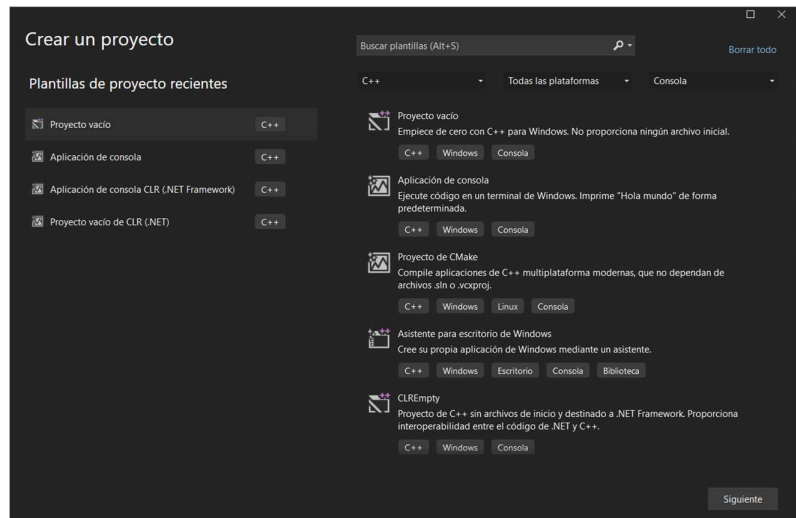 Crear un proyecto
Buscar plantillas (Alt+S)
Borrar todo
Plantillas de proyecto recientes
C++
Todas las plataformas
Consola
Proyecto vacío
C++
Aplicación de consola
C++
Aplicación de consola CLR (.NET Framework)
C++
Proyecto vacío de CLR (.NET)
C++
Proyecto vacío
Empiece de cero con C++ para Windows. No proporciona ningún archivo inicial.
C++ Windows Consola
Aplicación de consola
Ejecute código en un terminal de Windows. Imprime "Hola mundo" de forma
predeterminada.
C++ Windows Consola
Proyecto de CMake
Compile aplicaciones de C++ multiplataforma modernas, que no dependan de
archivos .sln o .vcxproj.
C++ Windows Linux Consola
Asistente para escritorio de Windows
Cree su propia aplicación de Windows mediante un asistente.
C++ Windows Escritorio Consola Biblioteca
CLREmpty
Proyecto de C++ sin archivos de inicio y destinado a .NET Framework. Proporciona
interoperabilidad entre el código de .NET y C++.
C++ Windows Consola
Siguiente